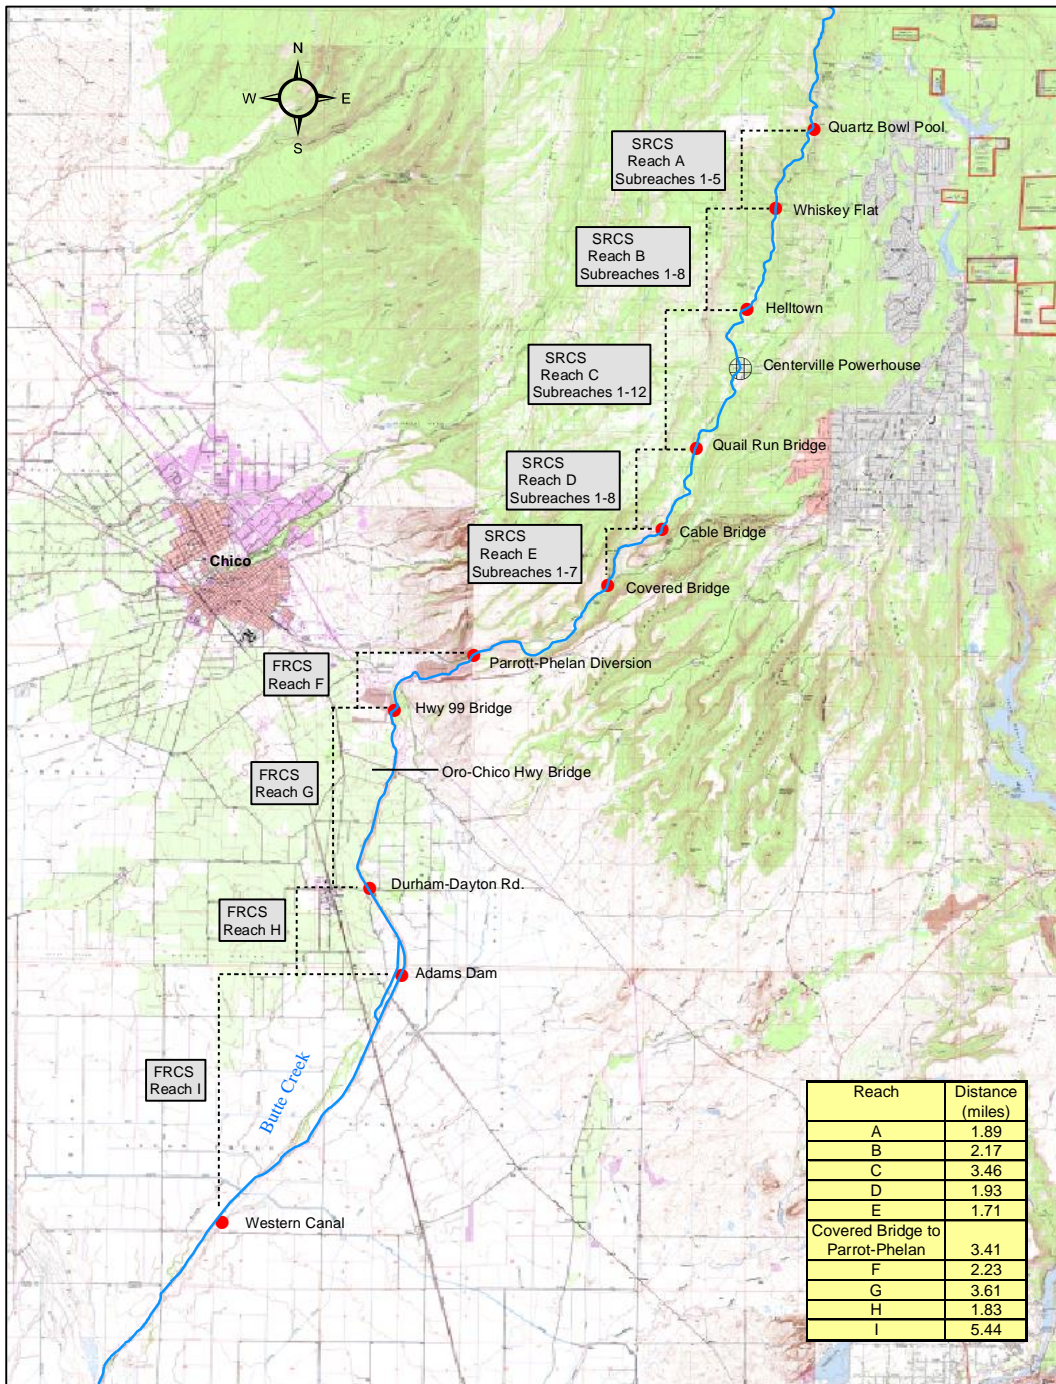 N
W E
S
Quartz Bowl Pool
SRCS
Reach A
Subreaches 1-5
Whiskey Flat
SRCS
Reach B
Subreaches 1-8
Helltown
SRCS
Reach C
Subreaches 1-12
Centerville Powerhouse
Quail Run Bridge
SRCS
Reach D
Subreaches 1-8
Cable Bridge
SRCS
Reach E
Subreaches 1-7
Chico
Covered Bridge
Parrott-Phelan Diversion
FRCS
Reach F
Hwy 99 Bridge
Oro-Chico Hwy Bridge
FRCS
Reach G
Durham-Dayton Rd.
FRCS
Reach H
Adams Dam
FRCS
Reach I
Butte Creek
Western Canal
Reach Distance
(miles)
A 1.89
B 2.17
C 3.46
D 1.93
E 1.71
Covered Bridge to
Parrot-Phelan 3.41
F 2.23
G 3.61
H 1.83
I 5.44